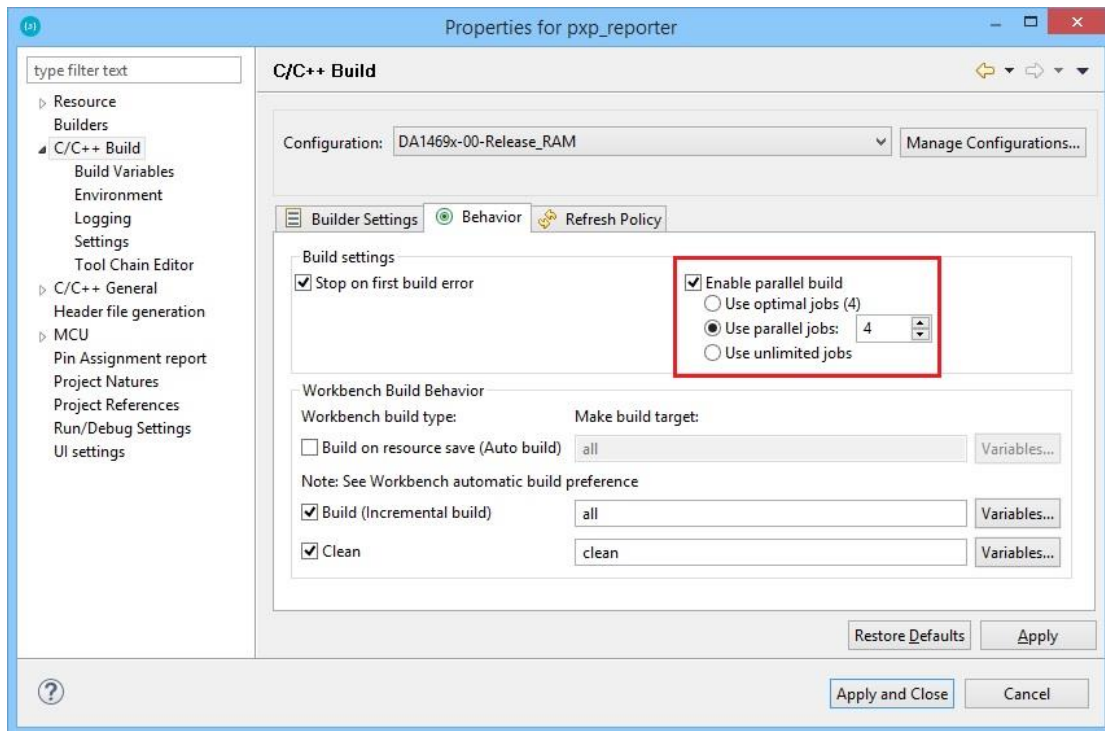 Properties for pxp_reporter
type filter text
Resource
Builders
C/C++ Build
Build Variables
Environment
Logging
Settings
Tool Chain Editor
C/C++ General
Header file generation
MCU
Pin Assignment report
Project Natures
Project References
Run/Debug Settings
UI settings
C/C++ Build
Configuration: DA1469x-00-Release_RAM Manage Configurations...
Builder Settings Behavior Refresh Policy
Build settings
Stop on first build error Enable parallel build
Use optimal jobs (4)
Use parallel jobs: 4
Use unlimited jobs
Workbench Build Behavior
Workbench build type: Make build target:
Build on resource save (Auto build) all Variables...
Note: See Workbench automatic build preference
Build (Incremental build) all Variables...
Clean clean Variables...
Restore Defaults Apply
? Apply and Close Cancel